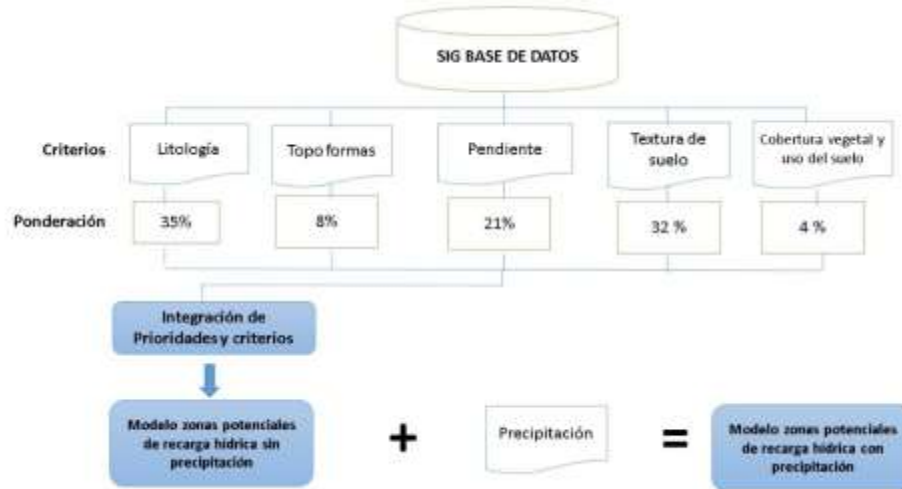 SIG BASE DE DATOS
Criterios
Litología
Topo formas
Pendiente
Textura de
suelo
Cobertura vegetal y
uso del suelo
Ponderación
35%
8%
21%
32 %
4 %
Integración de
Prioridades y criterios
Modelo zonas potenciales
de recarga hídrica sin
precipitación
+
Precipitación
=
Modelo zonas potenciales
de recarga hídrica con
precipitación